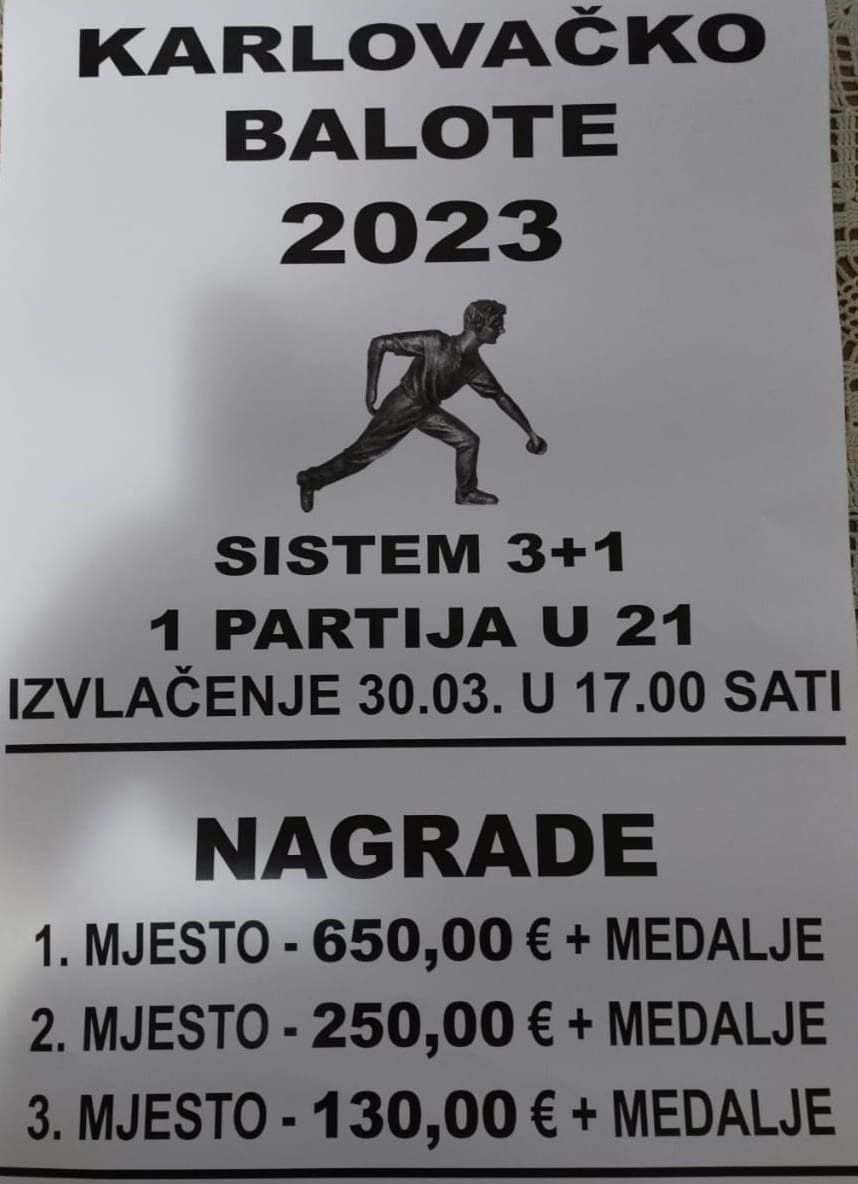 KARLOVAČKO
BALOTE
2023
SISTEM 3+1
1 PARTIJA U 21
IZVLAČENJE 30.03. U 17.00 SATI
NAGRADE
1. MJESTO - 650,00 € + MEDALJE
2. MJESTO - 250,00 € + MEDALJE
3. MJESTO - 130,00 € + MEDALJE